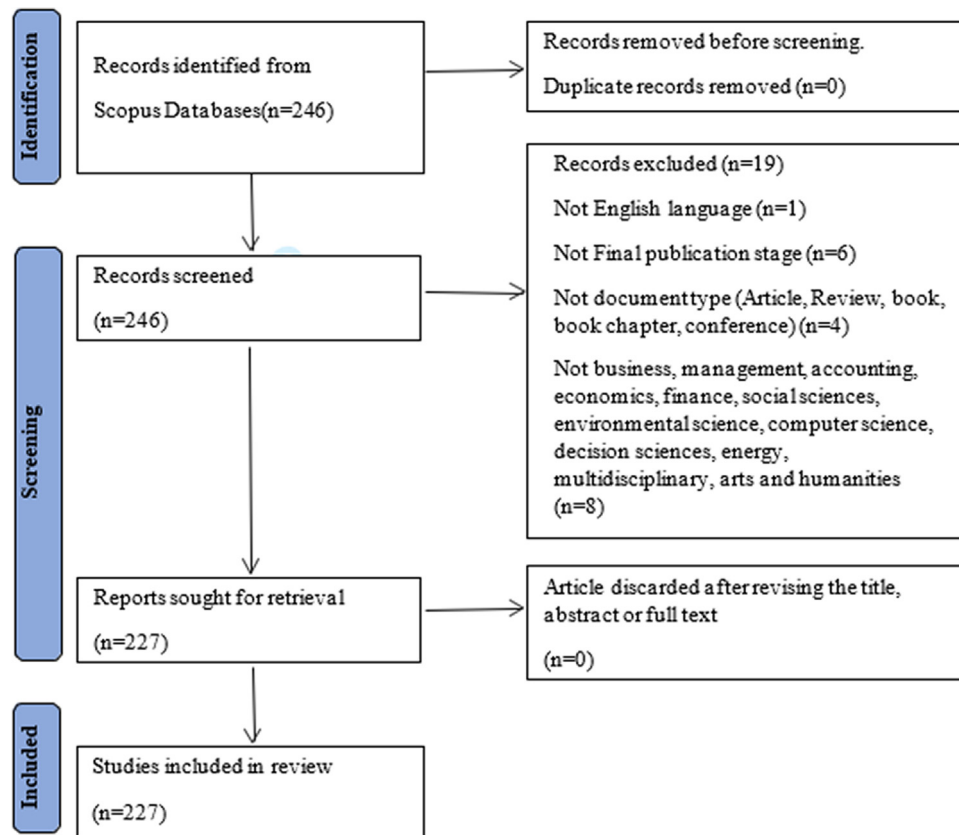 Identification
Records identified from
Scopus Databases(n=246)
Records removed before screening.
Duplicate records removed (n=0)
Screening
Records screened
(n=246)
Records excluded (n=19)
Not English language (n=1)
Not Final publication stage (n=6)
Not document type (Article, Review, book,
book chapter, conference) (n=4)
Not business, management, accounting,
economics, finance, social sciences,
environmental science, computer science,
decision sciences, energy,
multidisciplinary, arts and humanities
(n=8)
Reports sought for retrieval
(n=227)
Article discarded after revising the title,
abstract or full text
(n=0)
Included
Studies included in review
(n=227)